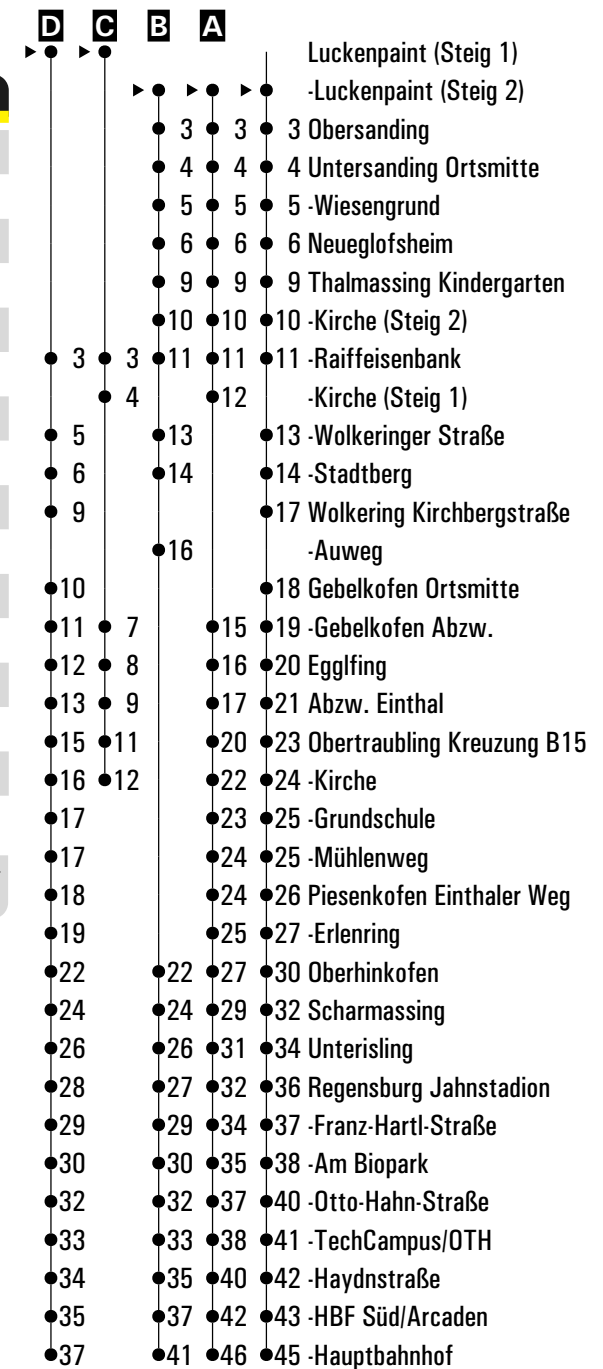 D C B A
Luckenpaint (Steig 1)
-Luckenpaint (Steig 2)
3 3 3 Obersanding
4 4 4 Untersanding Ortsmitte
5 5 5 -Wiesengrund
6 6 6 Neueglofsheim
9 9 9 Thalmassing Kindergarten
10 10 10 -Kirche (Steig 2)
3 3 11 11 11 -Raiffeisenbank
4 12 -Kirche (Steig 1)
5 13 13 -Wolkeringer Straße
6 14 14 -Stadtberg
9 17 Wolkering Kirchbergstraße
16 -Auweg
10 18 Gebelkofen Ortsmitte
11 7 15 19 -Gebelkofen Abzw.
12 8 16 20 Egglfing
13 9 17 21 Abzw. Einthal
15 11 20 23 Obertraubling Kreuzung B15
16 12 22 24 -Kirche
17 23 25 -Grundschule
17 24 25 -Mühlenweg
18 24 26 Piesenkofen Einthaler Weg
19 25 27 -Erlenring
22 22 27 30 Oberhinkofen
24 24 29 32 Scharmassing
26 26 31 34 Unterisling
28 27 32 36 Regensburg Jahnstadion
29 29 34 37 -Franz-Hartl-Straße
30 30 35 38 -Am Biopark
32 32 37 40 -Otto-Hahn-Straße
33 33 38 41 -TechCampus/OTH
34 35 40 42 -Haydnstraße
35 37 42 43 -HBF Süd/Arcaden
37 41 46 45 -Hauptbahnhof